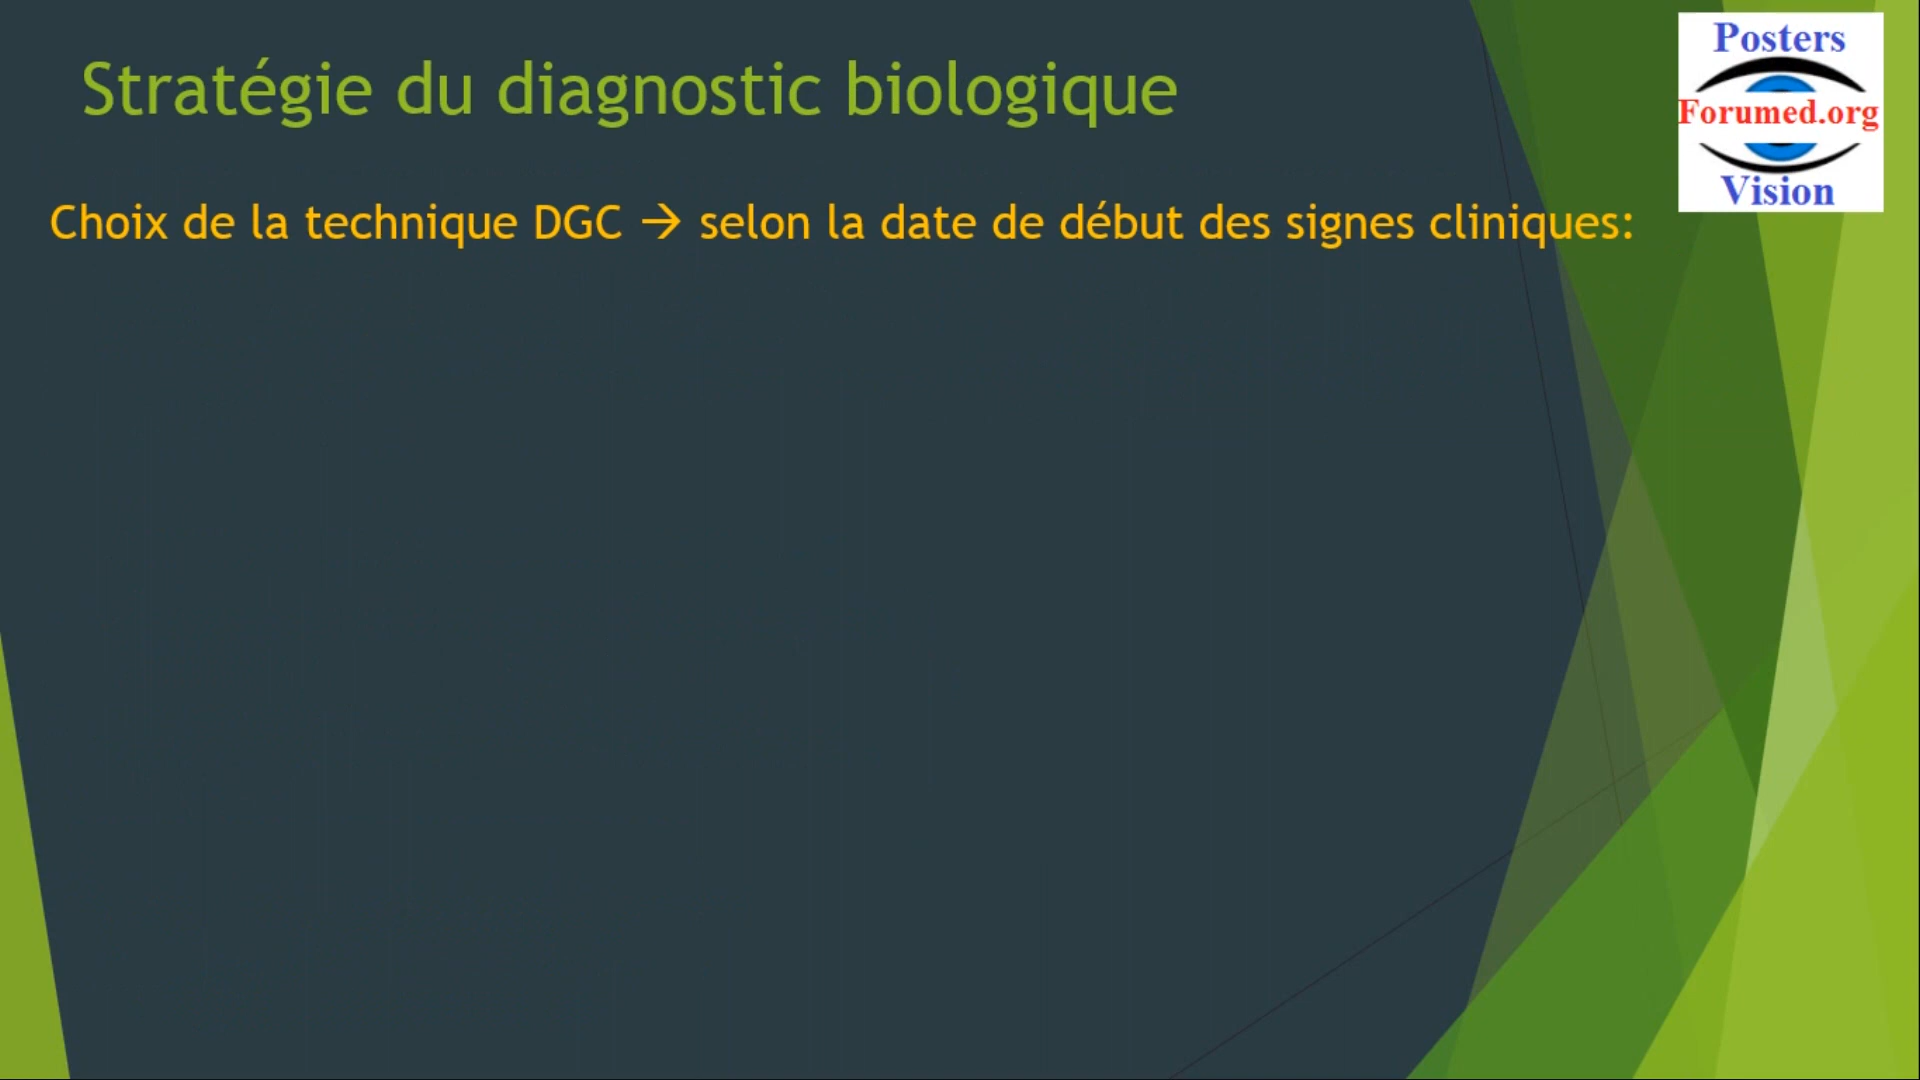 Posters
Forumed.org
Vision
Stratégie du diagnostic biologique
Choix de la technique DGC → selon la date de début des signes cliniques: